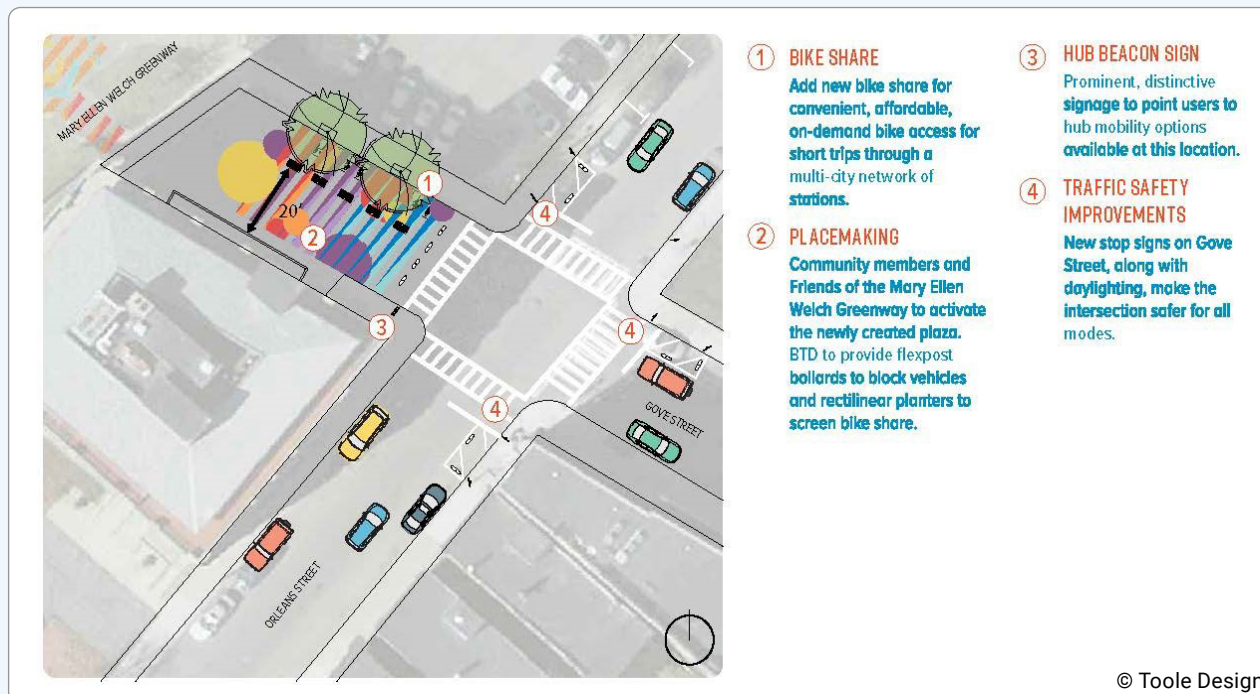 MARY ELLEN WELCH GREENWAY
20'
1
2
3
4
4
4
GOVE STREET
ORLEANS STREET
1 BIKE SHARE
Add new bike share for
convenient, affordable,
on-demand bike access for
short trips through a
multi-city network of
stations.
2 PLACEMAKING
Community members and
Friends of the Mary Ellen
Welch Greenway to activate
the newly created plaza.
BTD to provide flexpost
bollards to block vehicles
and rectilinear planters to
screen bike share.
3 HUB BEACON SIGN
Prominent, distinctive
signage to point users to
hub mobility options
available at this location.
4 TRAFFIC SAFETY
IMPROVEMENTS
New stop signs on Gove
Street, along with
daylighting, make the
intersection safer for all
modes.
© Toole Design